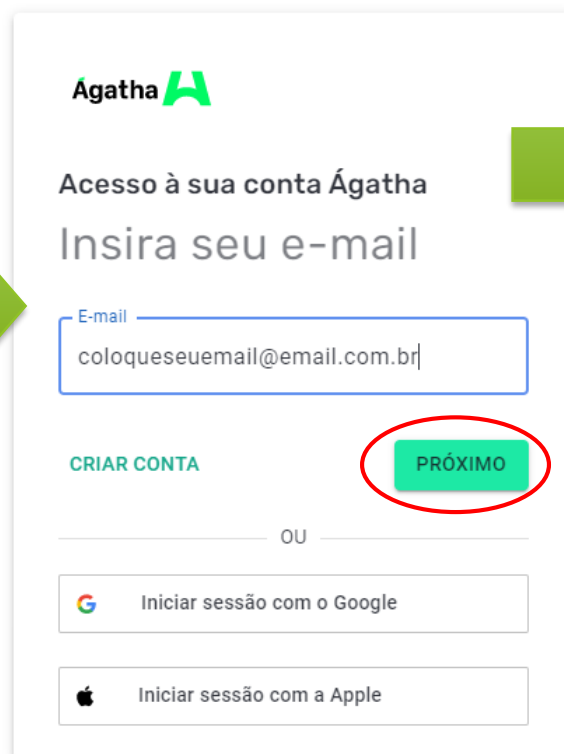 Ágatha
Acesso à sua conta Ágatha
Insira seu e-mail
E-mail
coloqueseuemail@email.com.br
CRIAR CONTA
PRÓXIMO
OU
Iniciar sessão com o Google
Iniciar sessão com a Apple